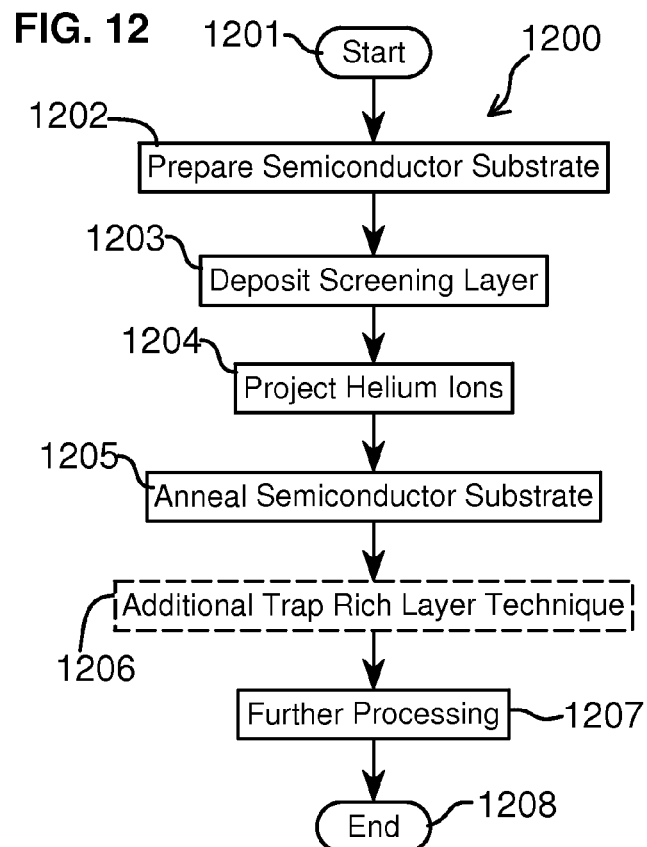 FIG. 12
1201
Start
1200
1202
Prepare Semiconductor Substrate
1203
Deposit Screening Layer
1204
Project Helium Ions
1205
Anneal Semiconductor Substrate
Additional Trap Rich Layer Technique
1206
Further Processing
1207
1208
End